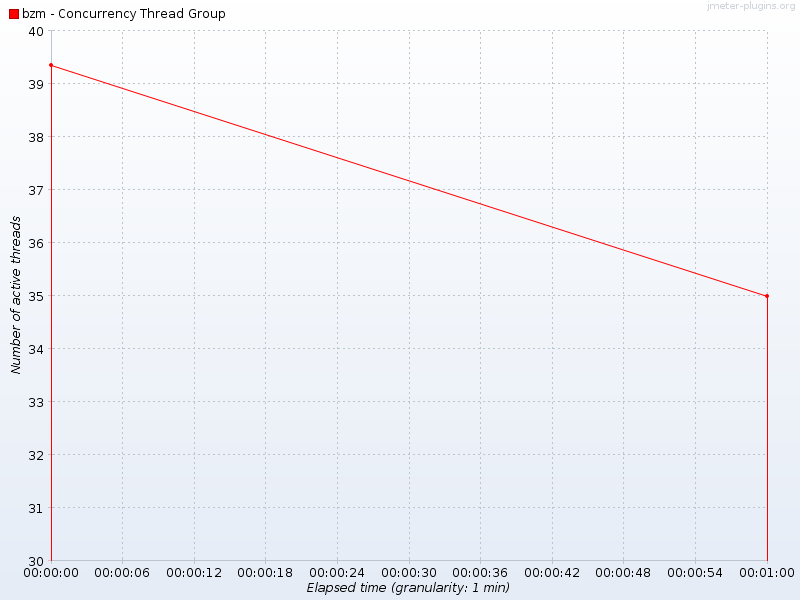 jmeter-plugins.org
bzm - Concurrency Thread Group
40
39
38
37
36
35
34
33
32
31
30
Number of active threads
00:00:00 00:00:06 00:00:12 00:00:18 00:00:24 00:00:30 00:00:36 00:00:42 00:00:48 00:00:54 00:01:00
Elapsed time (granularity: 1 min)